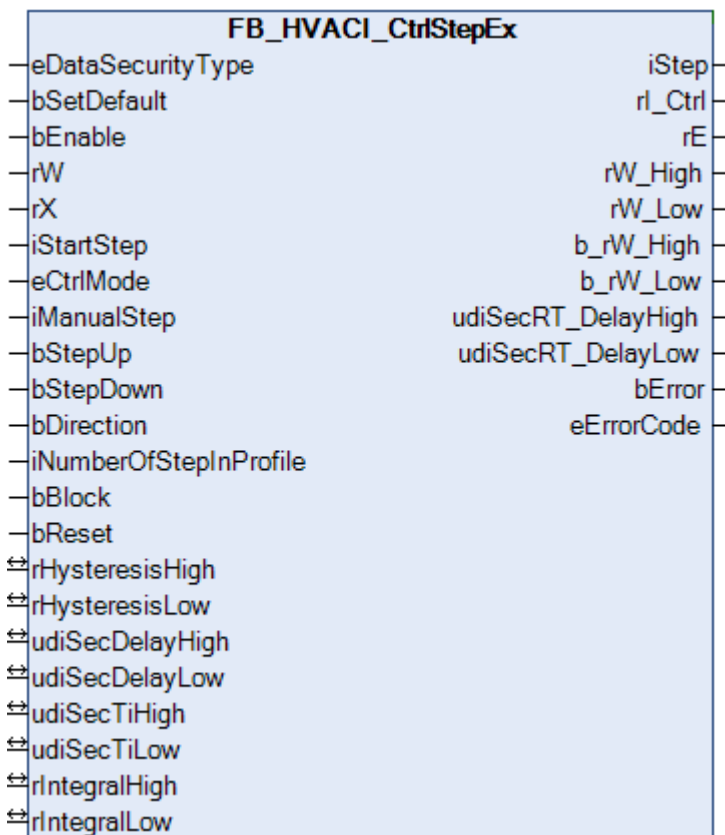 FB_HVACI_CtrlStepEx
eDataSecurityType iStep
bSetDefault rI_Ctrl
bEnable rE
rW rW_High
rX rW_Low
iStartStep b_rW_High
eCtrlMode b_rW_Low
iManualStep udiSecRT_DelayHigh
bStepUp udiSecRT_DelayLow
bStepDown bError
bDirection eErrorCode
iNumberOfStepInProfile
bBlock
bReset
rHysteresisHigh
rHysteresisLow
udiSecDelayHigh
udiSecDelayLow
udiSecTiHigh
udiSecTiLow
rIntegralHigh
rIntegralLow